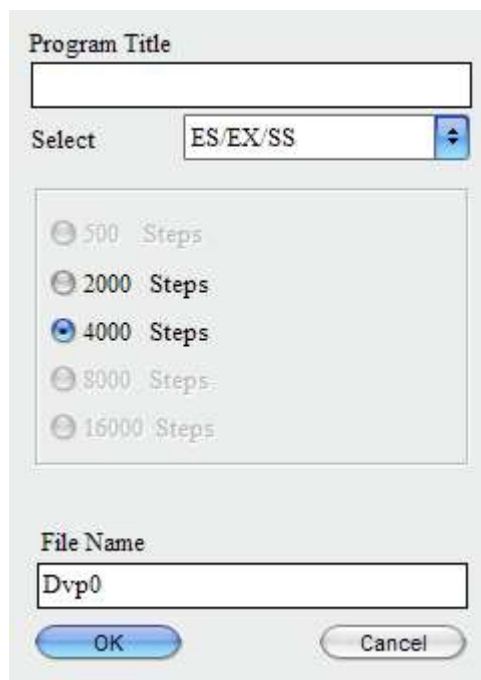 Program Title
Select ES/EX/SS
500 Steps
2000 Steps
4000 Steps
8000 Steps
16000 Steps
File Name
Dvp0
OK Cancel